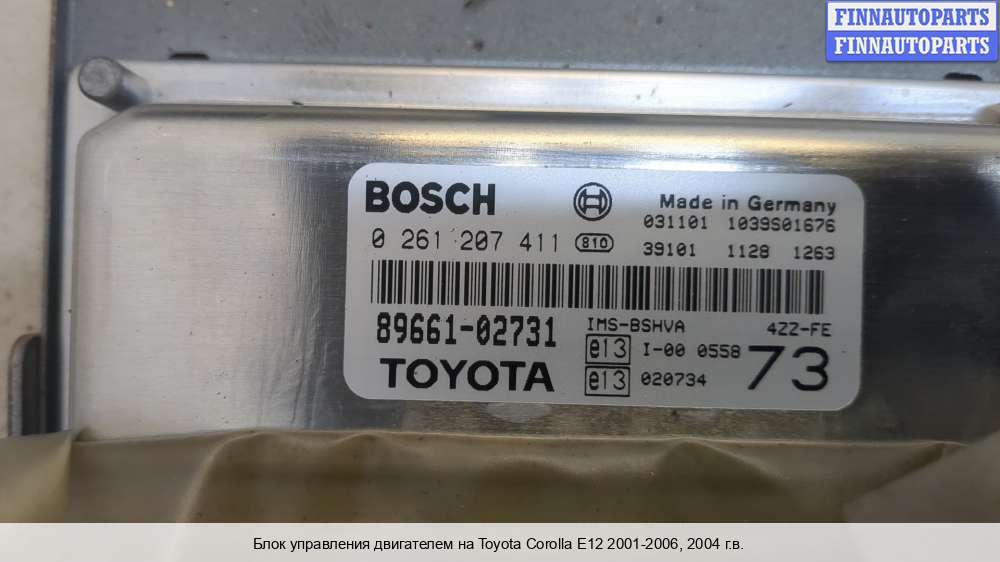 FINNAUTOPARTS
FINNAUTOPARTS
BOSCH
Made in Germany
031101 1039S01676
0 261 207 411 810
39101 1128 1263
89661-02731
IMS-BSHVA 4ZZ-FE
e13 I-00 0558
73
TOYOTA
e13 020734
Блок управления двигателем на Toyota Corolla E12 2001-2006, 2004 г.в.